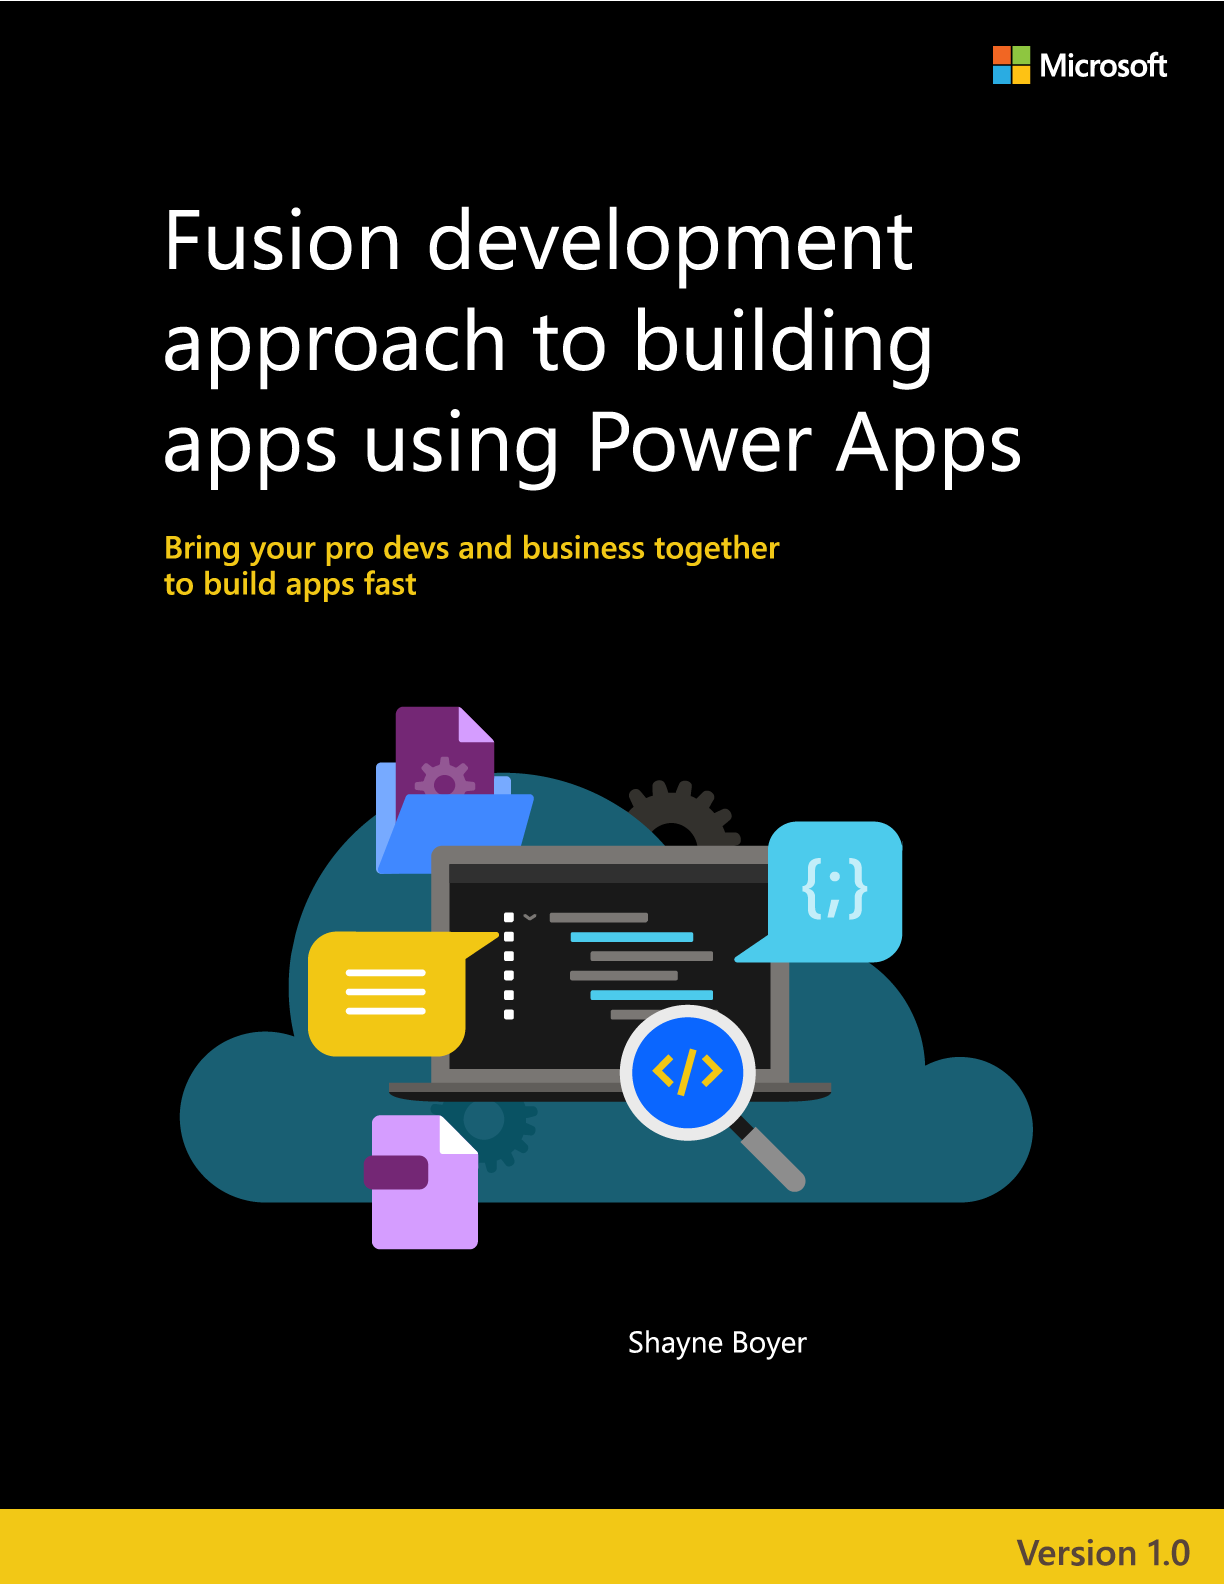 Microsoft
Fusion development
approach to building
apps using Power Apps
Bring your pro devs and business together
to build apps fast
{;}
</>
Shayne Boyer
Version 1.0